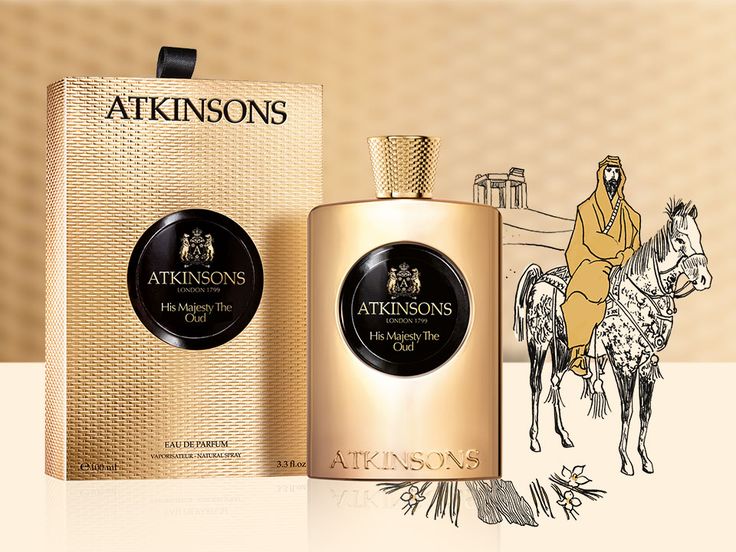 ATKINSONS
ATKINSONS
LONDON 1799
His Majesty The
Oud
EAU DE PARFUM
VAPORISATEUR - NATURAL SPRAY
℮100 ml
3.3 fl.oz
ATKINSONS
LONDON 1799
His Majesty The
Oud
ATKINSONS